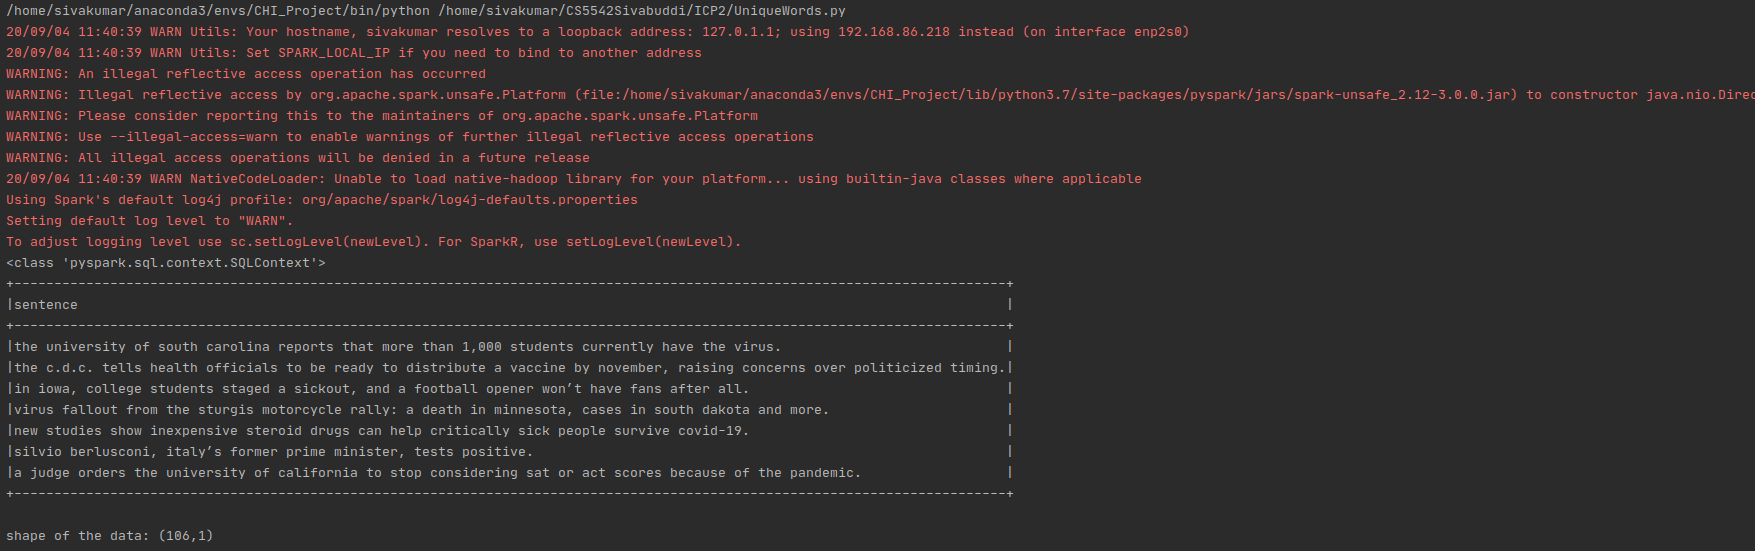 /home/sivakumar/anaconda3/envs/CHI_Project/bin/python /home/sivakumar/CS5542Sivabuddi/ICP2/UniqueWords.py
20/09/04 11:40:39 WARN Utils: Your hostname, sivakumar resolves to a loopback address: 127.0.1.1; using 192.168.86.218 instead (on interface enp2s0)
20/09/04 11:40:39 WARN Utils: Set SPARK_LOCAL_IP if you need to bind to another address
WARNING: An illegal reflective access operation has occurred
WARNING: Illegal reflective access by org.apache.spark.unsafe.Platform (file:/home/sivakumar/anaconda3/envs/CHI_Project/lib/python3.7/site-packages/pyspark/jars/spark-unsafe_2.12-3.0.0.jar) to constructor java.nio.Direc
WARNING: Please consider reporting this to the maintainers of org.apache.spark.unsafe.Platform
WARNING: Use --illegal-access=warn to enable warnings of further illegal reflective access operations
WARNING: All illegal access operations will be denied in a future release
20/09/04 11:40:39 WARN NativeCodeLoader: Unable to load native-hadoop library for your platform... using builtin-java classes where applicable
Using Spark's default log4j profile: org/apache/spark/log4j-defaults.properties
Setting default log level to "WARN".
To adjust logging level use sc.setLogLevel(newLevel). For SparkR, use setLogLevel(newLevel).
<class 'pyspark.sql.context.SQLContext'>
+----------------------------------------------------------------------------------------------------------------------------+
|sentence                                                                                                                    |
+----------------------------------------------------------------------------------------------------------------------------+
|the university of south carolina reports that more than 1,000 students currently have the virus.                            |
|the c.d.c. tells health officials to be ready to distribute a vaccine by november, raising concerns over politicized timing.|
|in iowa, college students staged a sickout, and a football opener won’t have fans after all.                                |
|virus fallout from the sturgis motorcycle rally: a death in minnesota, cases in south dakota and more.                      |
|new studies show inexpensive steroid drugs can help critically sick people survive covid-19.                                |
|silvio berlusconi, italy’s former prime minister, tests positive.                                                           |
|a judge orders the university of california to stop considering sat or act scores because of the pandemic.                  |
+----------------------------------------------------------------------------------------------------------------------------+
shape of the data: (106,1)